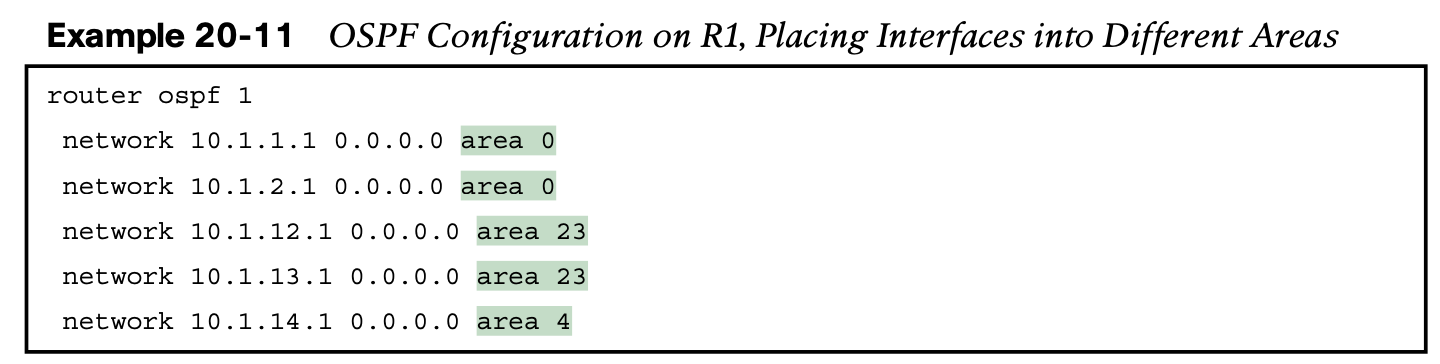 Example 20-11 OSPF Configuration on R1, Placing Interfaces into Different Areas
router ospf 1
network 10.1.1.1 0.0.0.0 area 0
network 10.1.2.1 0.0.0.0 area 0
network 10.1.12.1 0.0.0.0 area 23
network 10.1.13.1 0.0.0.0 area 23
network 10.1.14.1 0.0.0.0 area 4